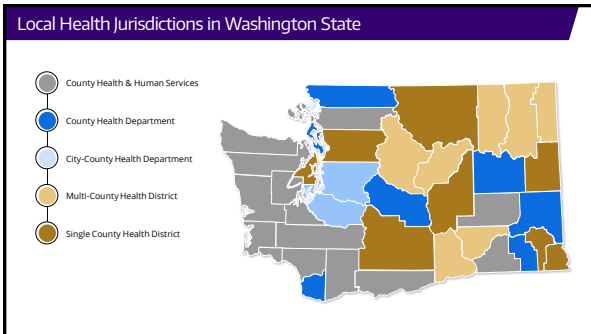 Local Health Jurisdictions in Washington State
County Health & Human Services
County Health Department
City-County Health Department
Multi-County Health District
Single County Health District